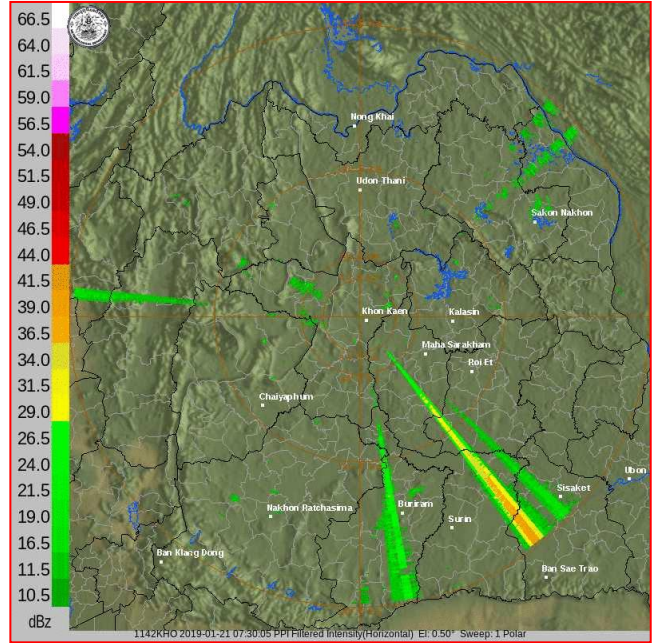 66.5
64.0
61.5
59.0
56.5
54.0
51.5
49.0
46.5
44.0
41.5
39.0
36.5
34.0
31.5
29.0
26.5
24.0
21.5
19.0
16.5
13.5
10.5
dBz
Nong Khai
Udon Thani
Sakon Nakhon
Khon Kaen
Kalasin
Maha Sarakham
Roi Et
Chaiyaphum
Ubon
Sisaket
Nakhon Ratchasima
Buriram
Surin
Ban Klang Dong
Ban Sae Trao
1142KHO 2019-01-21 07:30:05 PPI Filtered Intensity(Horizontal) El: 0.50° Sweep: 1 Polar